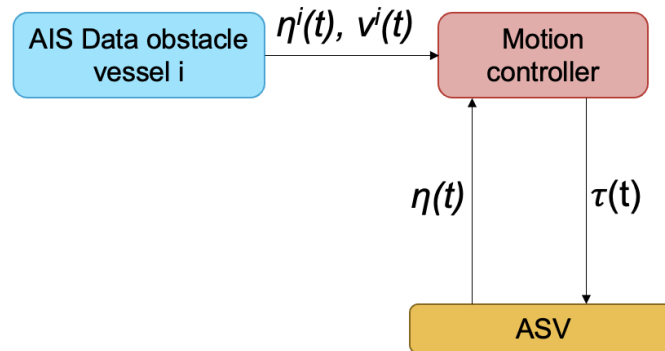 AIS Data obstacle
vessel i
ηⁱ(t), vⁱ(t)
Motion
controller
η(t)
τ(t)
ASV